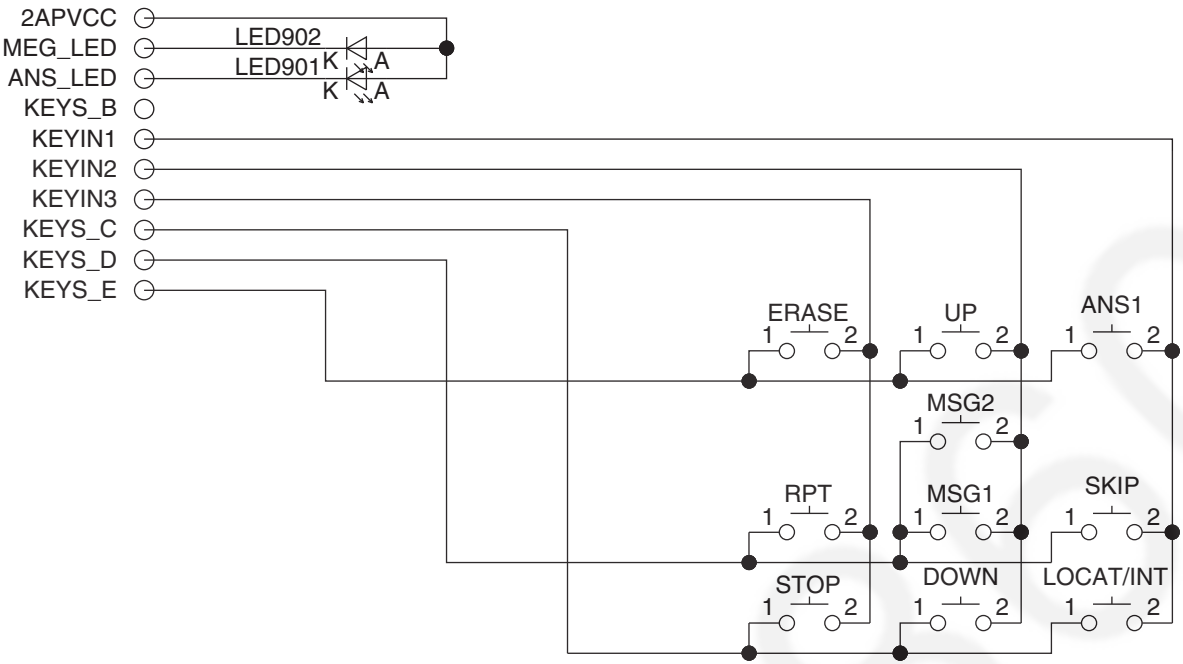 2APVCC
MEG_LED
LED902
K A
ANS_LED
LED901
K A
KEYS_B
KEYIN1
KEYIN2
KEYIN3
KEYS_C
KEYS_D
KEYS_E
ERASE
1 2
UP
1 2
ANS1
1 2
MSG2
1 2
RPT
1 2
MSG1
1 2
SKIP
1 2
STOP
1 2
DOWN
1 2
LOCAT/INT
1 2